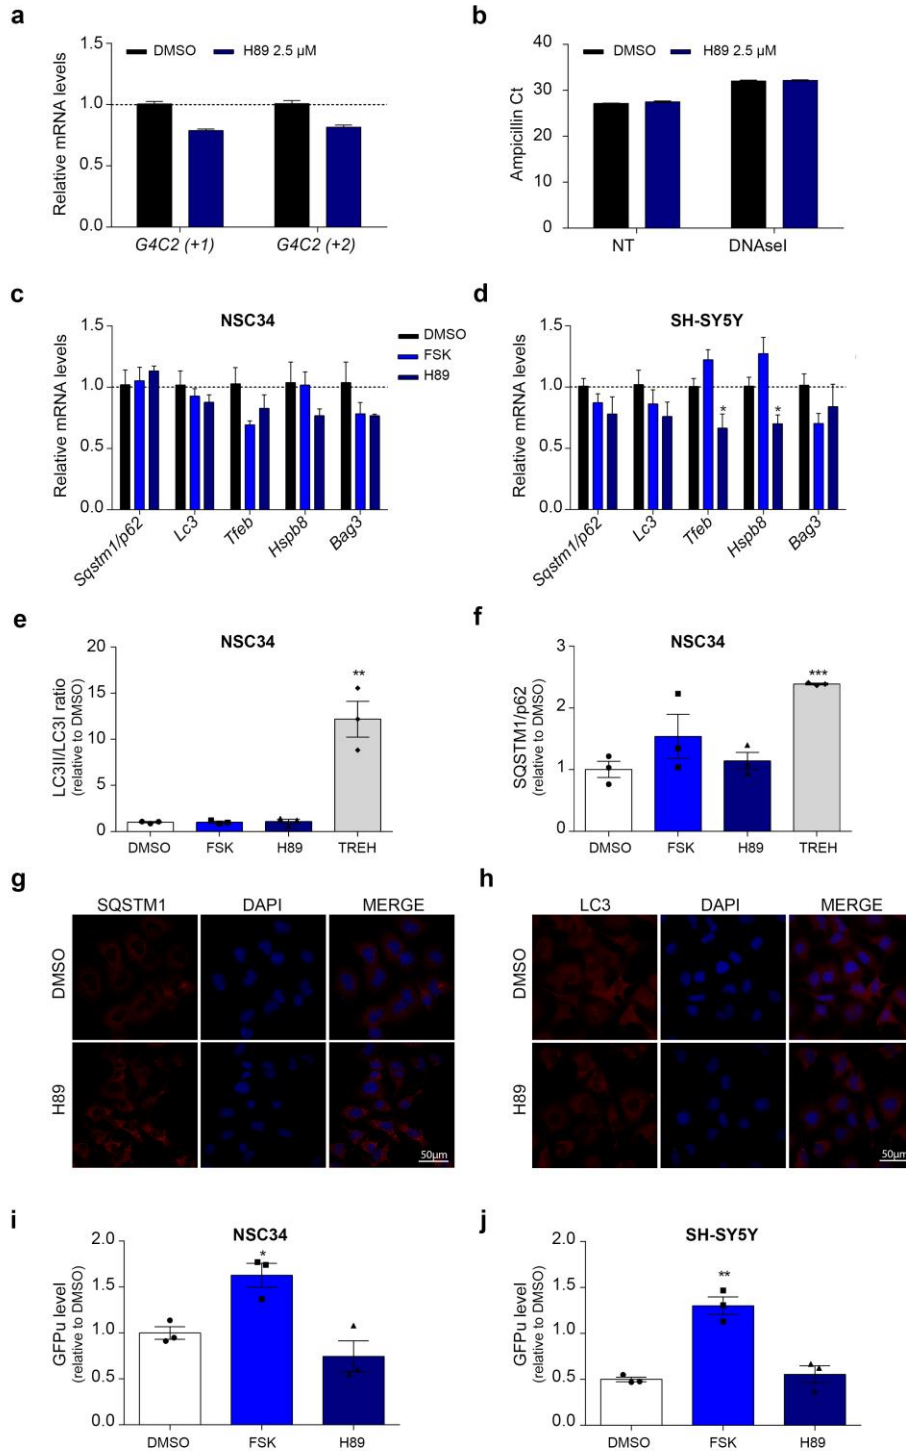 a
DMSO H89 2.5 µM
Relative mRNA levels
1.5
1.0
0.5
0.0
G4C2 (+1) G4C2 (+2)
b
DMSO H89 2.5 µM
Ampicillin Ct
40
30
20
10
0
NT DNAseI
c
NSC34
Relative mRNA levels
1.5
1.0
0.5
0.0
Sqstm1/p62 Lc3 Tfeb Hspb8 Bag3
DMSO
FSK
H89
d
SH-SY5Y
Relative mRNA levels
1.5
1.0
0.5
0.0
* *
Sqstm1/p62 Lc3 Tfeb Hspb8 Bag3
e
NSC34
LC3II/LC3I ratio
(relative to DMSO)
20
15
10
5
0
**
DMSO FSK H89 TREH
f
NSC34
SQSTM1/p62
(relative to DMSO)
3
2
1
0
***
DMSO FSK H89 TREH
g
SQSTM1 DAPI MERGE
DMSO
H89
50µm
h
LC3 DAPI MERGE
DMSO
H89
50µm
i
NSC34
GFPu level
(relative to DMSO)
2.0
1.5
1.0
0.5
0.0
*
DMSO FSK H89
j
SH-SY5Y
GFPu level
(relative to DMSO)
2.0
1.5
1.0
0.5
0.0
**
DMSO FSK H89